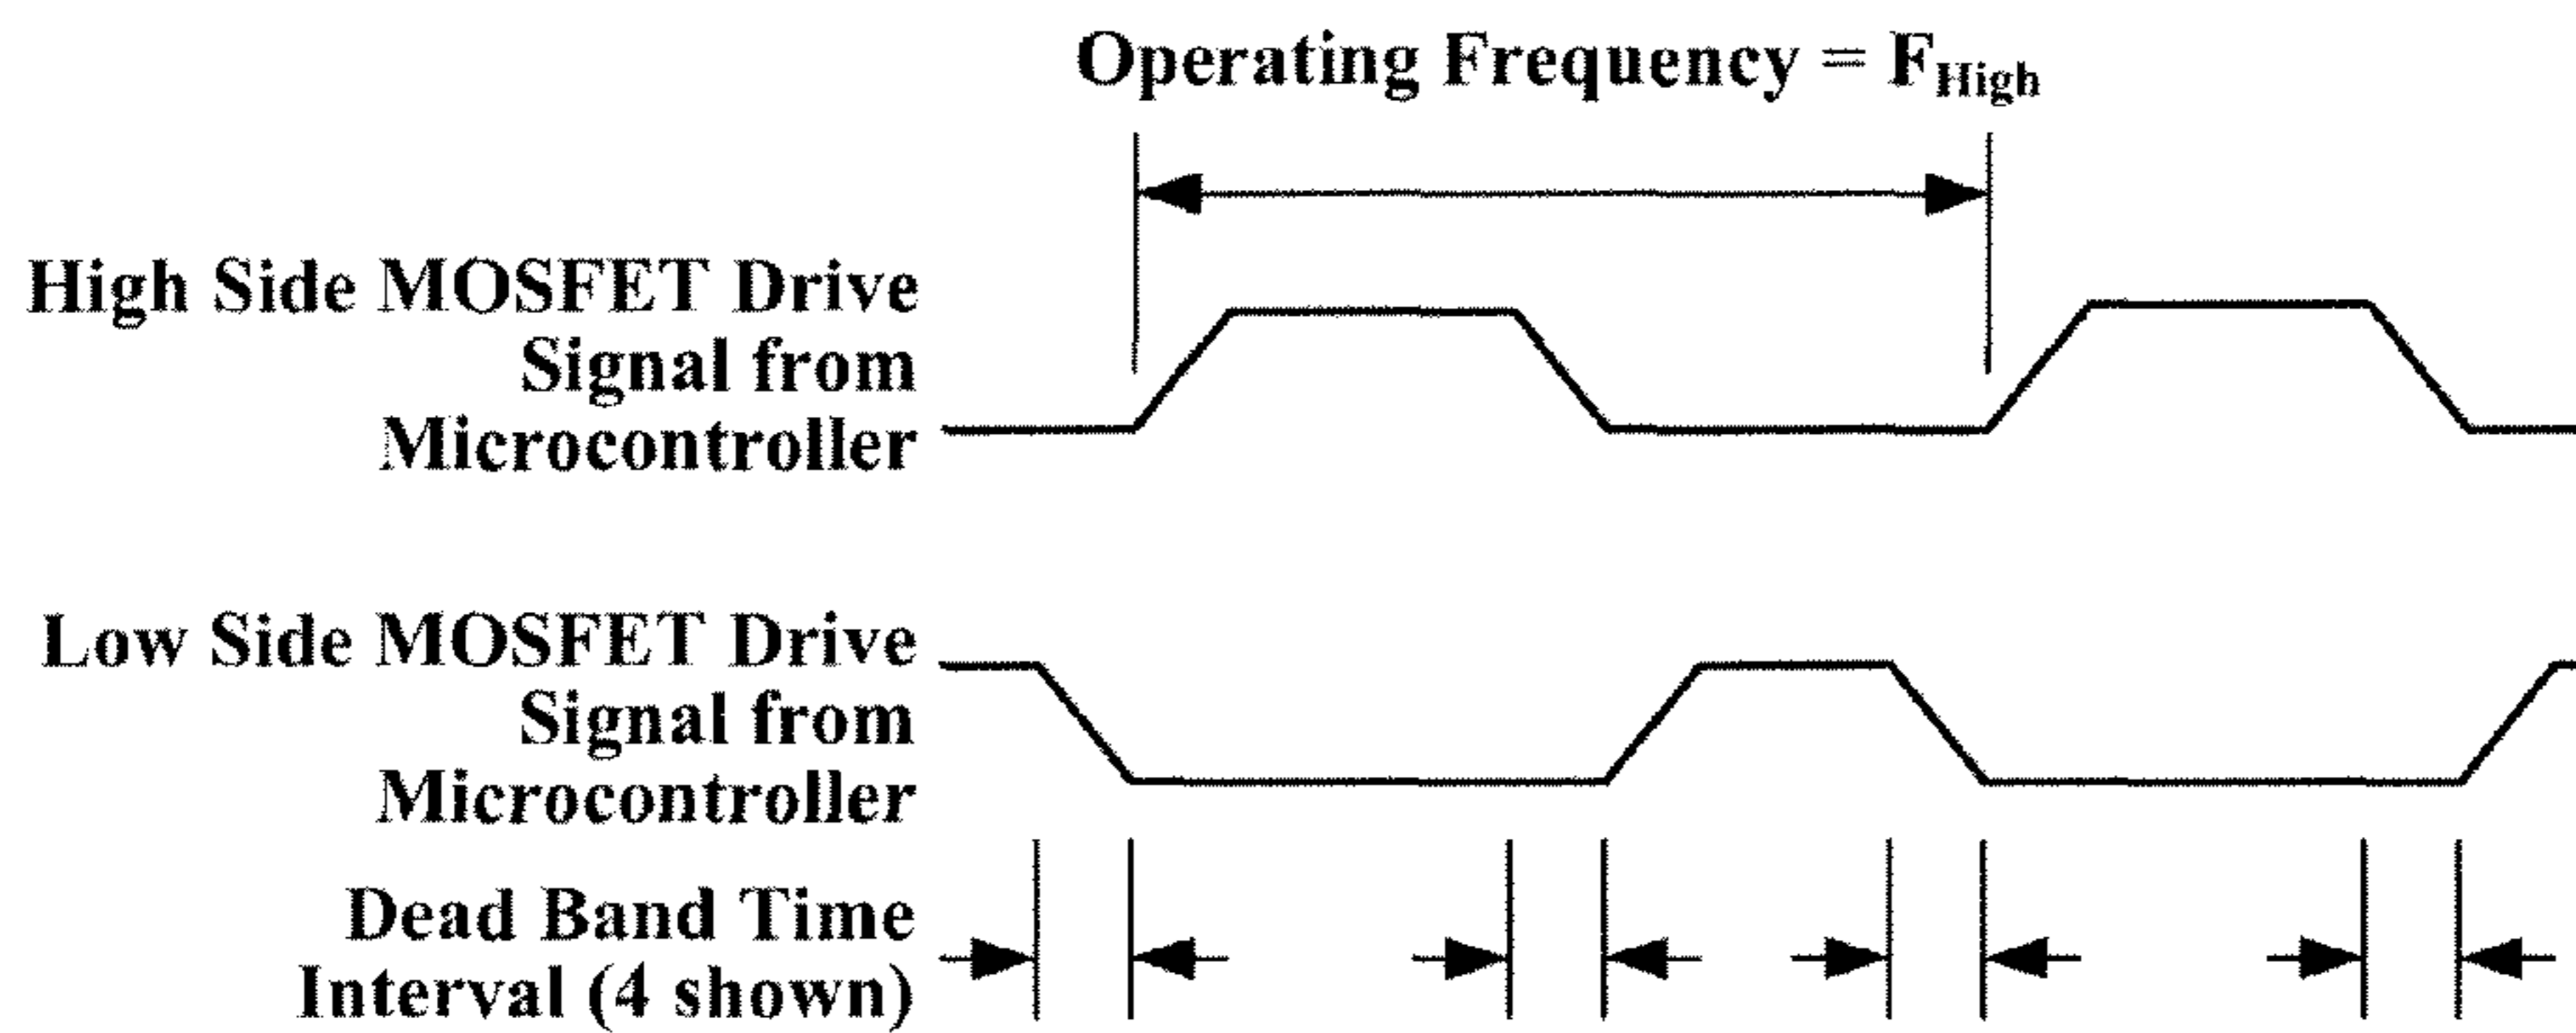 Operating Frequency = F_High
High Side MOSFET Drive
Signal from
Microcontroller
Low Side MOSFET Drive
Signal from
Microcontroller
Dead Band Time
Interval (4 shown)